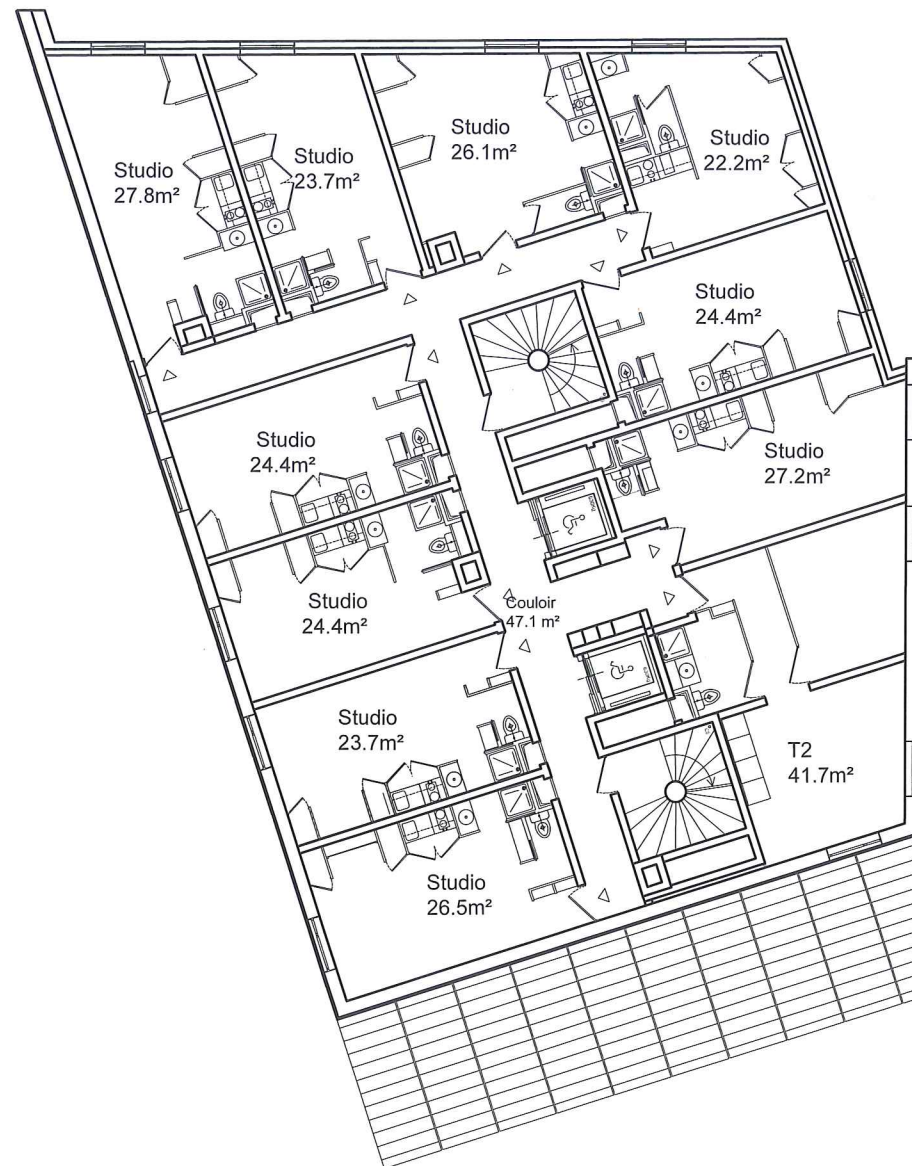 Studio
27.8m²
Studio
23.7m²
Studio
26.1m²
Studio
22.2m²
Studio
24.4m²
Studio
27.2m²
Studio
24.4m²
Studio
24.4m²
Couloir
47.1 m²
Studio
23.7m²
T2
41.7m²
Studio
26.5m²